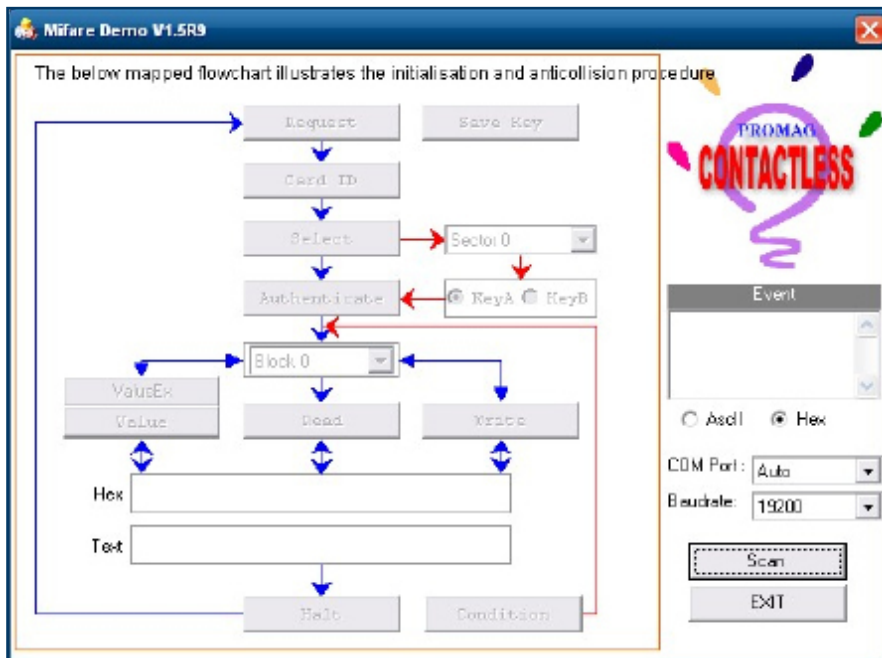 Mifare Demo V1.5R9
The below mapped flowchart illustrates the initialisation and anticollision procedure
Request
Save Key
PROMAG
CONTACTLESS
Card ID
Select
Sector 0
Authenticate
KeyA
KeyB
Event
Block 0
ValueEx
Value
Read
Write
Ascii
Hex
COM Port: Auto
Baudrate: 19200
Hex
Text
Scan
EXIT
Halt
Condition